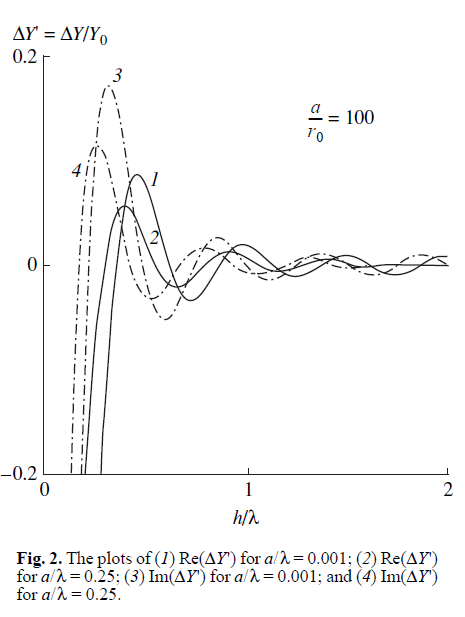 ΔY' = ΔY/Y₀
0.2
3
a/r₀ = 100
4
1
2
0
−0.2
0
1
2
h/λ
Fig. 2. The plots of (1) Re(ΔY') for a/λ = 0.001; (2) Re(ΔY')
for a/λ = 0.25; (3) Im(ΔY') for a/λ = 0.001; and (4) Im(ΔY')
for a/λ = 0.25.